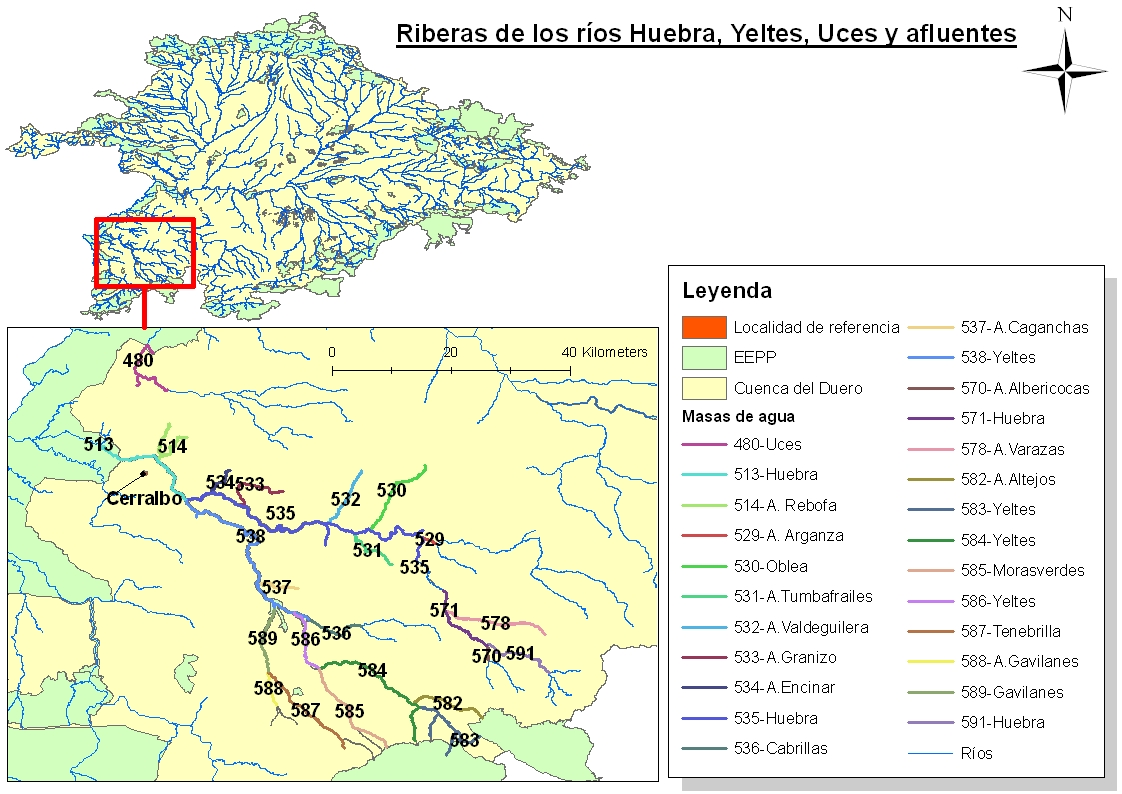 Riberas de los ríos Huebra, Yeltes, Uces y afluentes
N
480
0 20 40 Kilometers
513
514
Cerralbo
534
533
535
532
530
538
531
529
535
537
571
578
589
586
536
570
591
584
588
587
585
582
583
Leyenda
Localidad de referencia
EEPP
Cuenca del Duero
Masas de agua
480-Uces
513-Huebra
514-A. Rebofa
529-A. Arganza
530-Oblea
531-A.Tumbafrailes
532-A.Valdeguilera
533-A.Granizo
534-A.Encinar
535-Huebra
536-Cabrillas
537-A.Caganchas
538-Yeltes
570-A.Albericocas
571-Huebra
578-A.Varazas
582-A.Altejos
583-Yeltes
584-Yeltes
585-Morasverdes
586-Yeltes
587-Tenebrilla
588-A.Gavilanes
589-Gavilanes
591-Huebra
Ríos